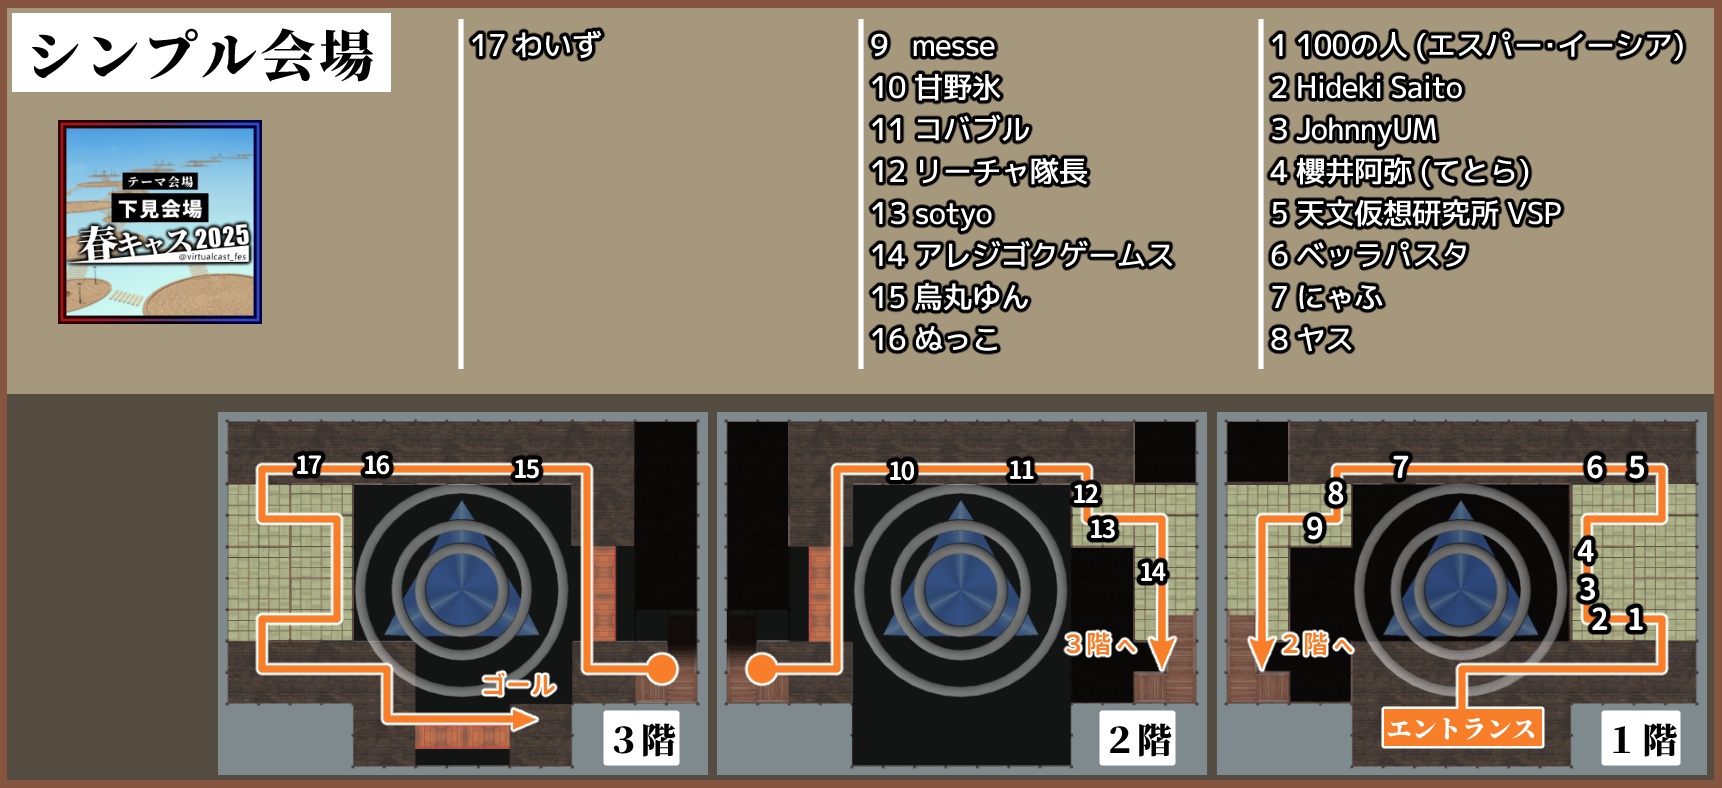 シンプル会場
テーマ会場
下見会場
春キャス2025
@virtualcast_fes
1 100の人 (エスパー・イーシア)
2 Hideki Saito
3 JohnnyUM
4 櫻井阿弥 (てとら)
5 天文仮想研究所 VSP
6 ベッラパスタ
7 にゃふ
8 ヤス
9 messe
10 甘野氷
11 コバブル
12 リーチャ隊長
13 sotyo
14 アレジゴクゲームス
15 烏丸ゆん
16 ぬっこ
17 わいず
7
6
5
8
9
4
3
2
1
2階へ
エントランス
1階
10
11
12
13
14
3階へ
2階
17
16
15
ゴール
3階